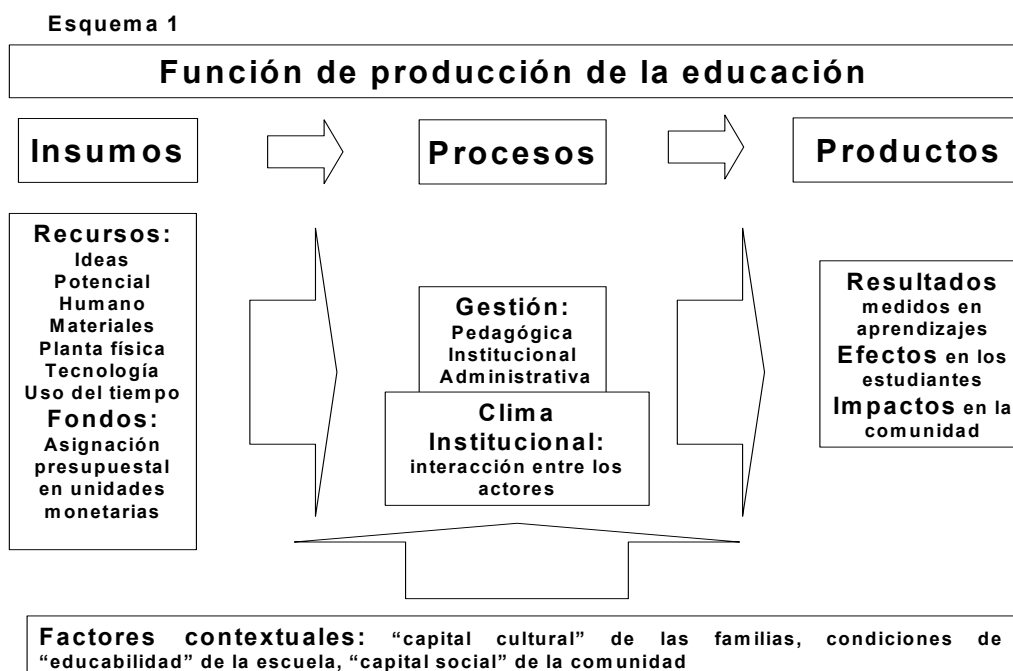 Esquema 1
Función de producción de la educación
Insumos
Procesos
Productos
Recursos:
Ideas
Potencial
Humano
Materiales
Planta física
Tecnología
Uso del tiempo
Fondos:
Asignación
presupuestal
en unidades
monetarias
Gestión:
Pedagógica
Institucional
Administrativa
Clima
Institucional:
interacción entre los
actores
Resultados
medidos en
aprendizajes
Efectos en los
estudiantes
Impactos en la
comunidad
Factores contextuales: “capital cultural” de las familias, condiciones de
“educabilidad” de la escuela, “capital social” de la comunidad